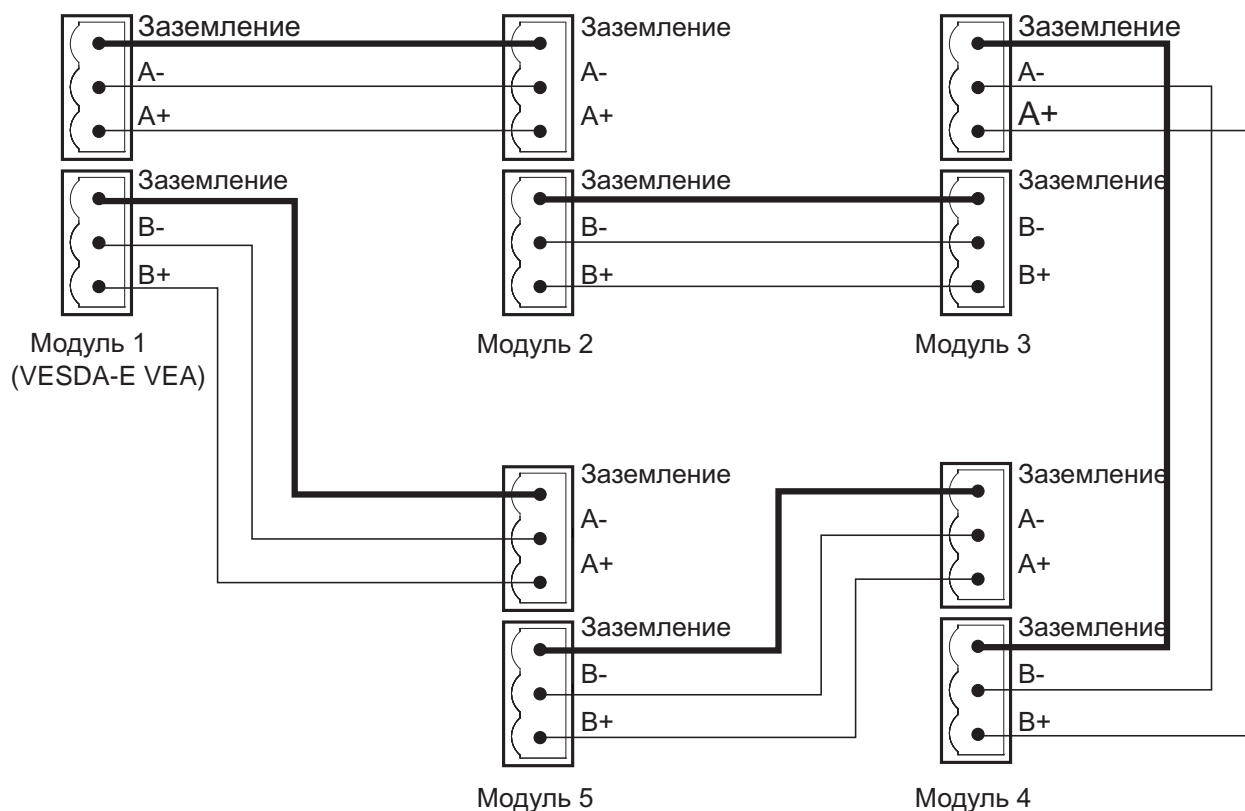 Заземление
A-
A+
Заземление
B-
B+
Модуль 1
(VESDA-E VEA)
Заземление
A-
A+
Заземление
B-
B+
Модуль 2
Заземление
A-
A+
Заземление
B-
B+
Модуль 3
Заземление
A-
A+
Заземление
B-
B+
Модуль 5
Заземление
A-
A+
Заземление
B-
B+
Модуль 4